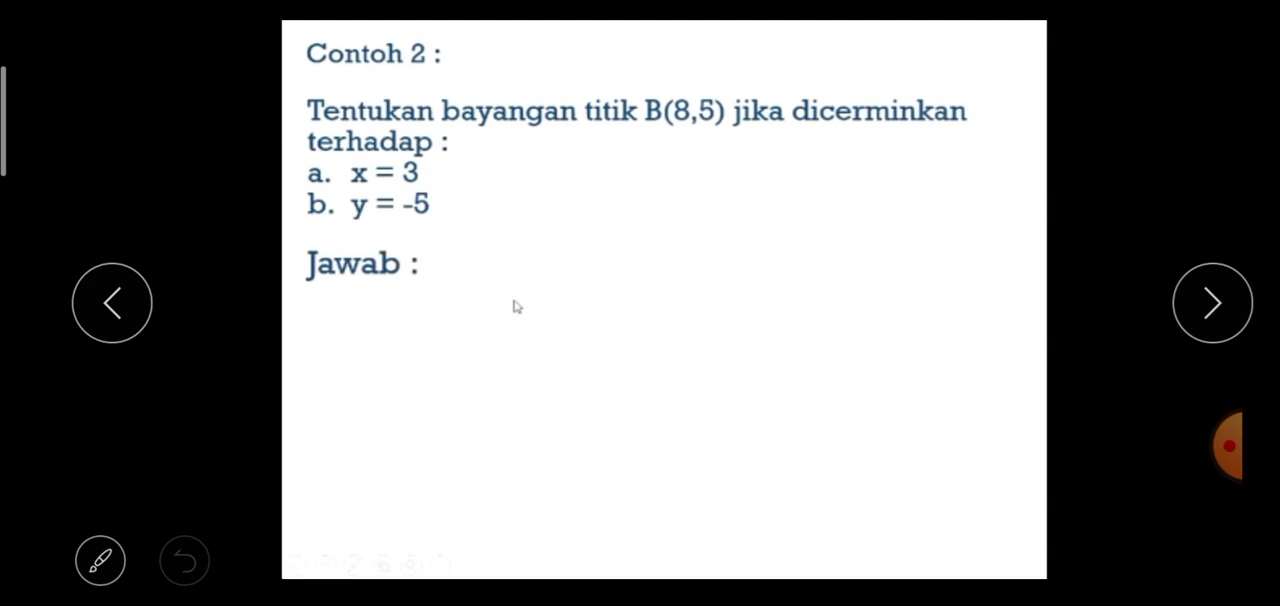 Contoh 2 :
Tentukan bayangan titik B(8,5) jika dicerminkan
terhadap :
a. x = 3
b. y = -5
Jawab :